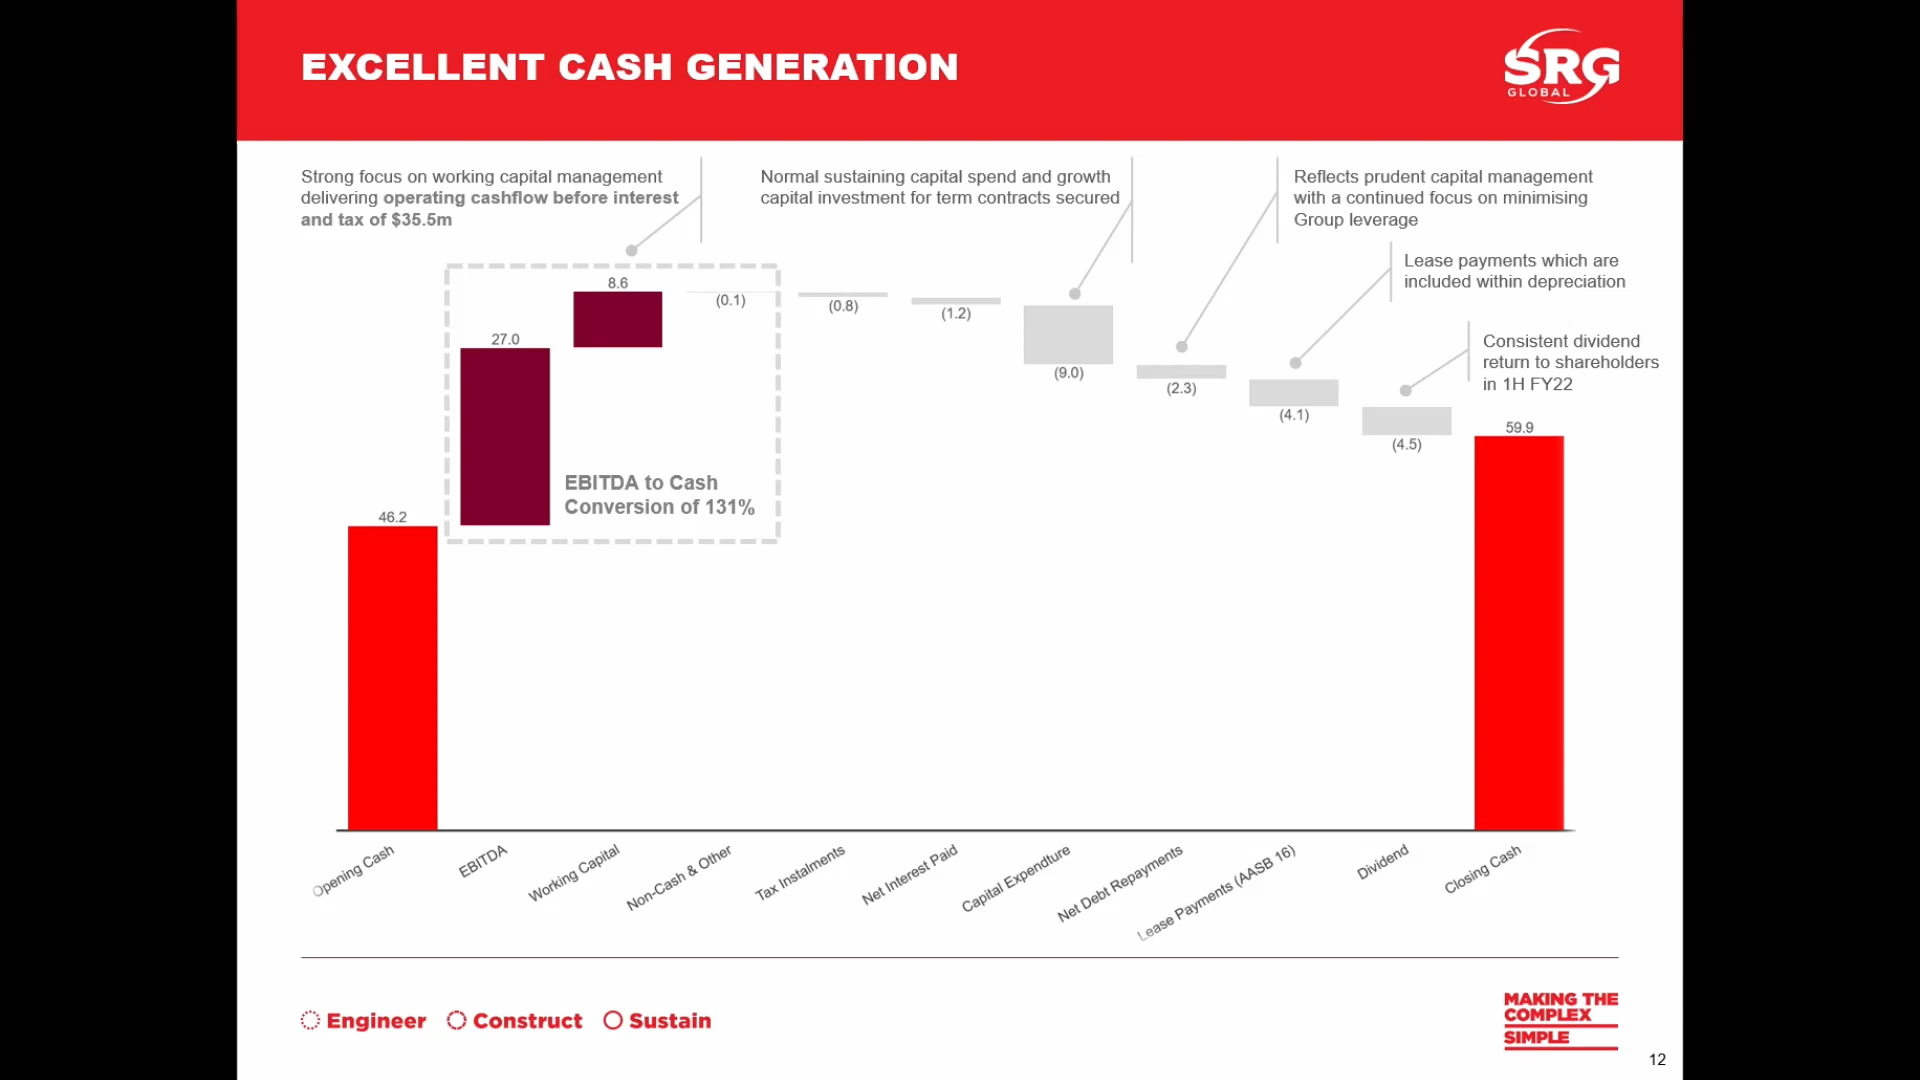 EXCELLENT CASH GENERATION
SRG
GLOBAL
Strong focus on working capital management
delivering operating cashflow before interest
and tax of $35.5m
Normal sustaining capital spend and growth
capital investment for term contracts secured
Reflects prudent capital management
with a continued focus on minimising
Group leverage
Lease payments which are
included within depreciation
Consistent dividend
return to shareholders
in 1H FY22
46.2
27.0
8.6
(0.1)
(0.8)
(1.2)
(9.0)
(2.3)
(4.1)
(4.5)
59.9
EBITDA to Cash
Conversion of 131%
Opening Cash
EBITDA
Working Capital
Non-Cash & Other
Tax Instalments
Net Interest Paid
Capital Expendture
Net Debt Repayments
Lease Payments (AASB 16)
Dividend
Closing Cash
Engineer
Construct
Sustain
MAKING THE
COMPLEX
SIMPLE
12